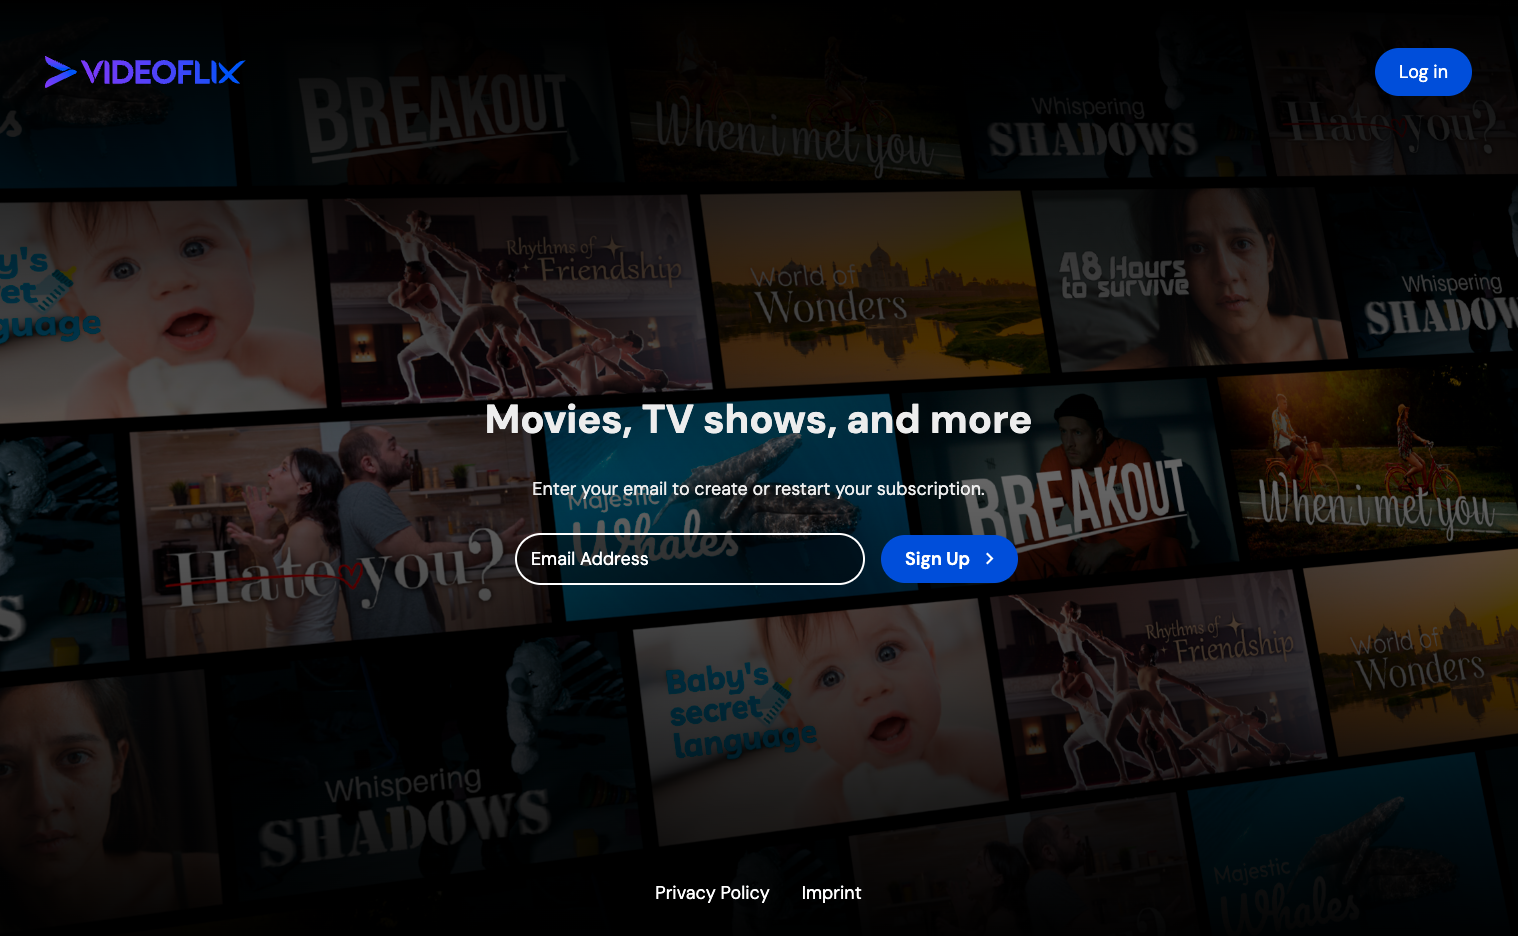 VIDEOFLIX
Log in
BREAKOUT
When i met you
Whispering
SHADOWS
Hate you?
Rhythms of
Friendship
World of
Wonders
48 Hours
to survive
Whispering
Movies, TV shows, and more
Enter your email to create or restart your subscription.
Majestic
Whales
BREAKOUT
When i met you
Hate you?
Email Address
Sign Up
Baby's
secret
language
Rhythms of
Friendship
World of
Wonders
Whispering
SHADOWS
Majestic
Whales
Privacy Policy
Imprint